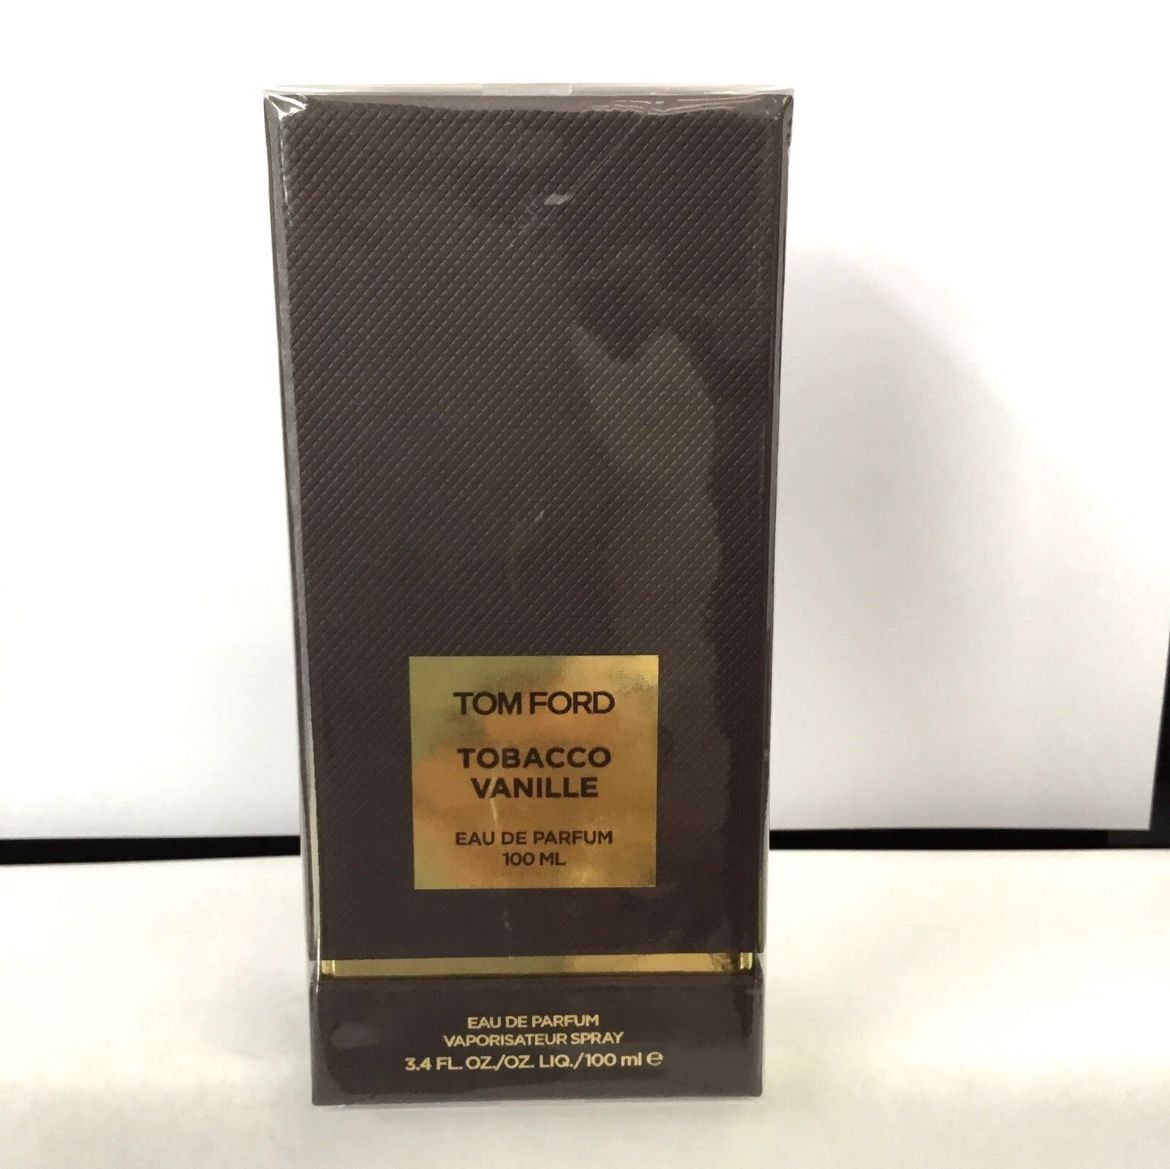 TOM FORD
TOBACCO
VANILLE
EAU DE PARFUM
100 ML
EAU DE PARFUM
VAPORISATEUR SPRAY
3.4 FL. OZ./OZ. LIQ./100 ml ℮